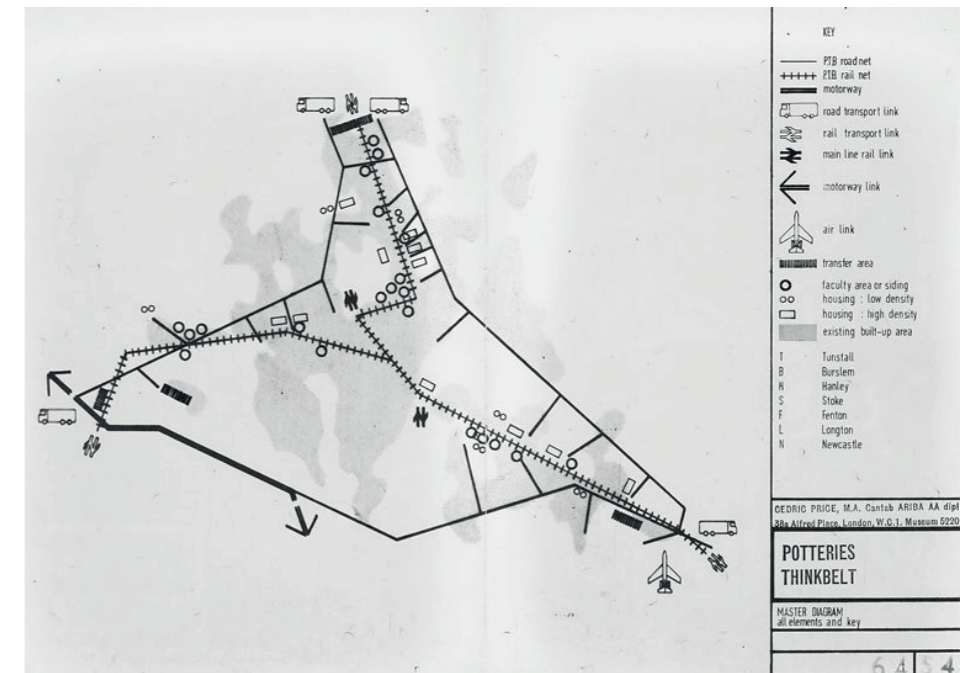 KEY
P.T.B road net
P.T.B. rail net
motorway
road transport link
rail transport link
main line rail link
motorway link
air link
transfer area
faculty area or siding
housing : low density
housing : high density
existing built-up area
T Tunstall
B Burslem
H Hanley
S Stoke
F Fenton
L Longton
N Newcastle
CEDRIC PRICE, M.A. Cantab ARIBA AA dipl
38a Alfred Place, London, W.C.1. Museum 5220
POTTERIES
THINKBELT
MASTER DIAGRAM
all elements and key
64 54